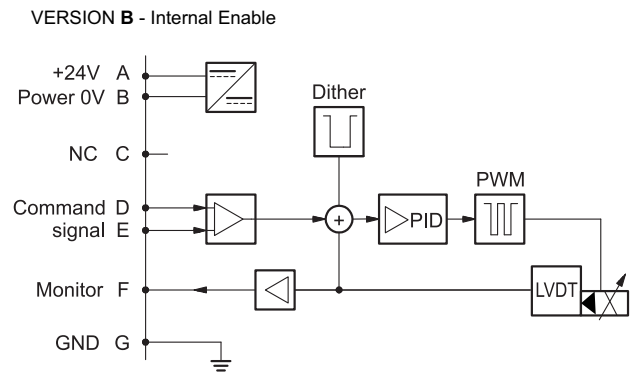 VERSION B - Internal Enable
+24V A
Power 0V B
Dither
NC C
PWM
Command D
signal E
+
PID
Monitor F
LVDT
GND G